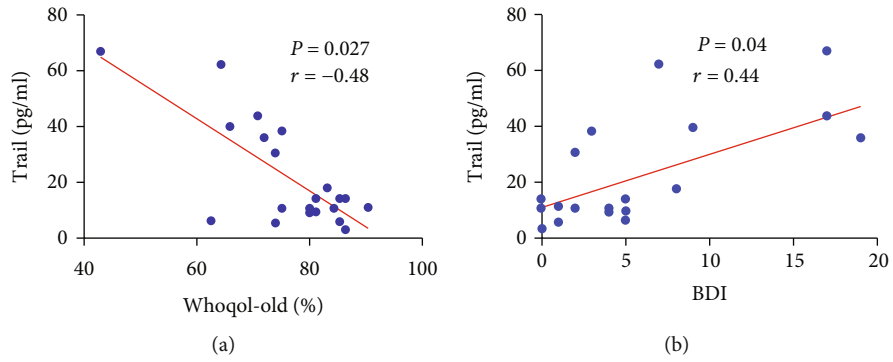 80
60
40
20
0
Trail (pg/ml)
P = 0.027
r = −0.48
40 60 80 100
Whoqol-old (%)
(a)
80
60
40
20
0
Trail (pg/ml)
P = 0.04
r = 0.44
0 5 10 15 20
BDI
(b)